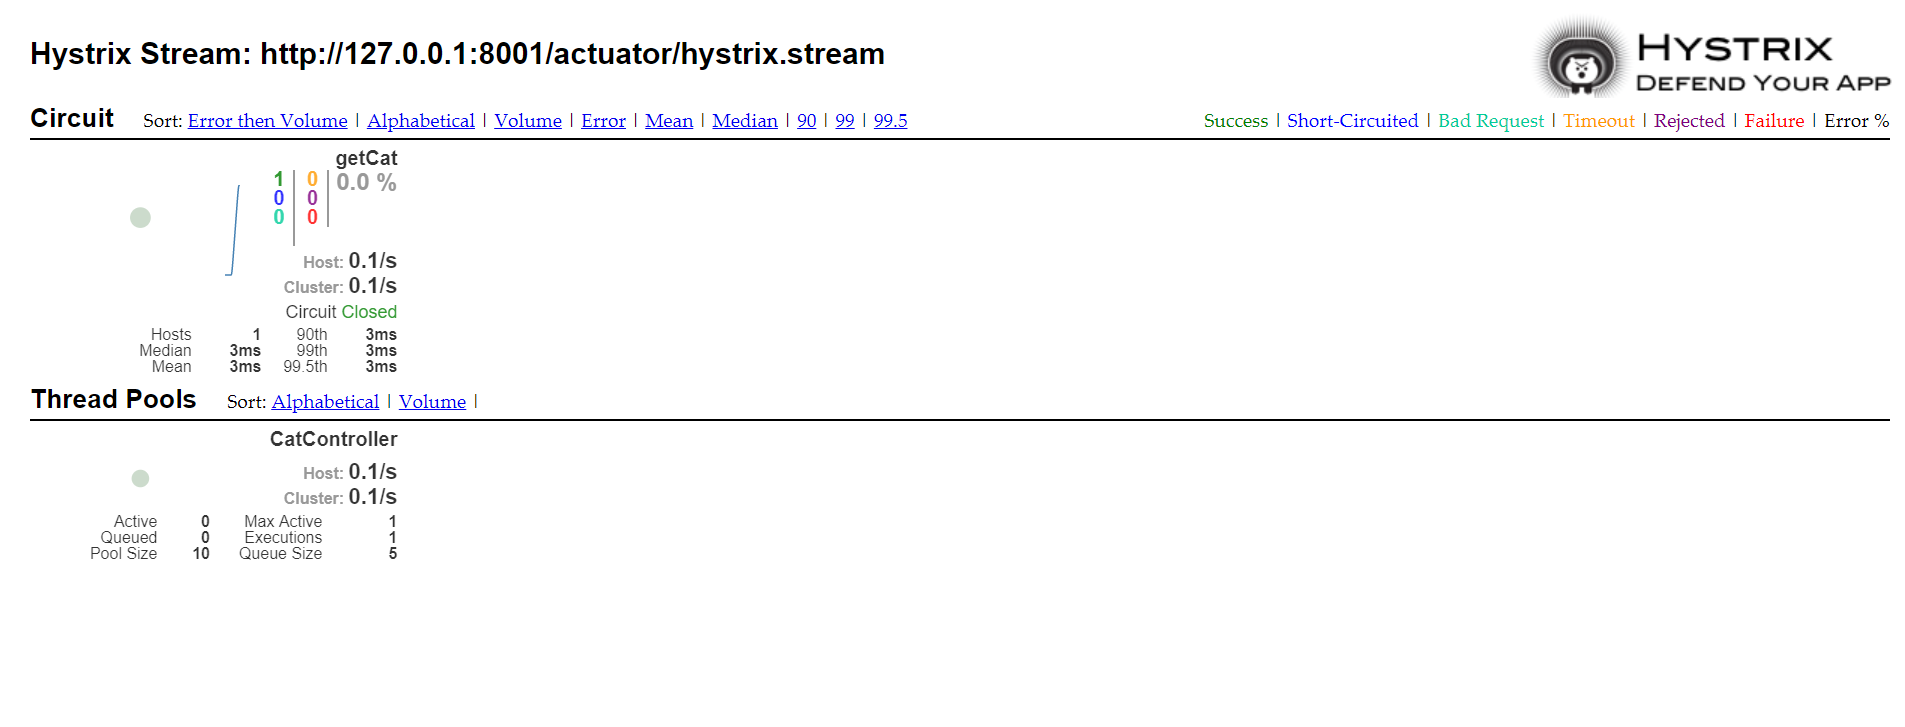 Hystrix Stream: http://127.0.0.1:8001/actuator/hystrix.stream
HYSTRIX
DEFEND YOUR APP
Circuit Sort: Error then Volume | Alphabetical | Volume | Error | Mean | Median | 90 | 99 | 99.5
Success | Short-Circuited | Bad Request | Timeout | Rejected | Failure | Error %
getCat
1 0 0.0 %
0 0
0 0
Host: 0.1/s
Cluster: 0.1/s
Circuit Closed
Hosts 1 90th 3ms
Median 3ms 99th 3ms
Mean 3ms 99.5th 3ms
Thread Pools Sort: Alphabetical | Volume |
CatController
Host: 0.1/s
Cluster: 0.1/s
Active 0 Max Active 1
Queued 0 Executions 1
Pool Size 10 Queue Size 5